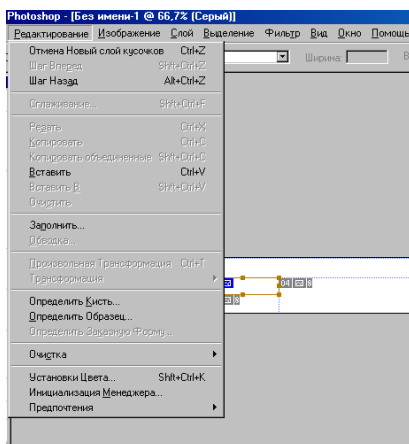 Photoshop - [Без имени-1 @ 66,7% (Серый)]
Редактирование Изображение Слой Выделение Фильтр Вид Окно Помощь
Отмена Новый слой кусочков Ctrl+Z
Шаг Вперед Shft+Ctrl+Z
Шаг Назад Alt+Ctrl+Z
Ширина:
Сглаживание... Shft+Ctrl+F
Резать Ctrl+X
Копировать Ctrl+C
Копировать объединенные Shft+Ctrl+C
Вставить Ctrl+V
Вставить В Shft+Ctrl+V
Очистить
Заполнить...
Обводка...
Произвольная Трансформация Ctrl+T
Трансформация
04
Определить Кисть...
Определить Образец...
Определить Заказную Форму...
Очистка
Установки Цвета... Shft+Ctrl+K
Инициализация Менеджера...
Предпочтения